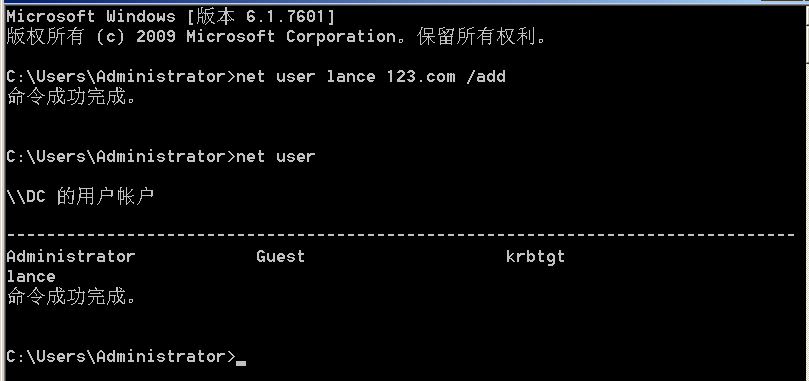 Microsoft Windows [版本 6.1.7601]
版权所有 (c) 2009 Microsoft Corporation。保留所有权利。
C:\Users\Administrator>net user lance 123.com /add
命令成功完成。
C:\Users\Administrator>net user
\\DC 的用户帐户
-------------------------------------------------------------------------------
Administrator            Guest                    krbtgt
lance
命令成功完成。
C:\Users\Administrator>_